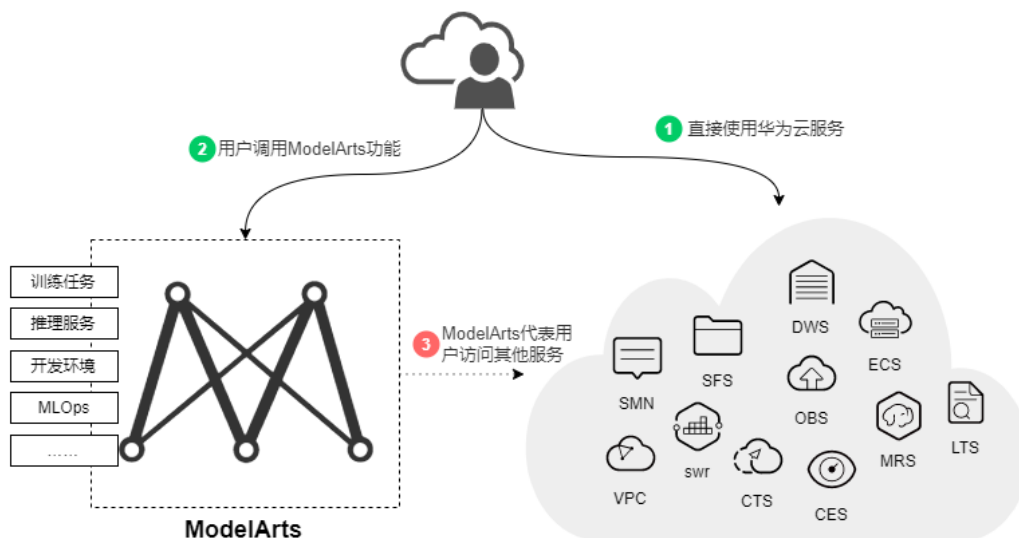 1 直接使用华为云服务
2 用户调用ModelArts功能
训练任务
推理服务
开发环境
MLOps
……
ModelArts
3 ModelArts代表用
户访问其他服务
DWS
ECS
SFS
SMN
OBS
LTS
MRS
swr
VPC
CTS
CES